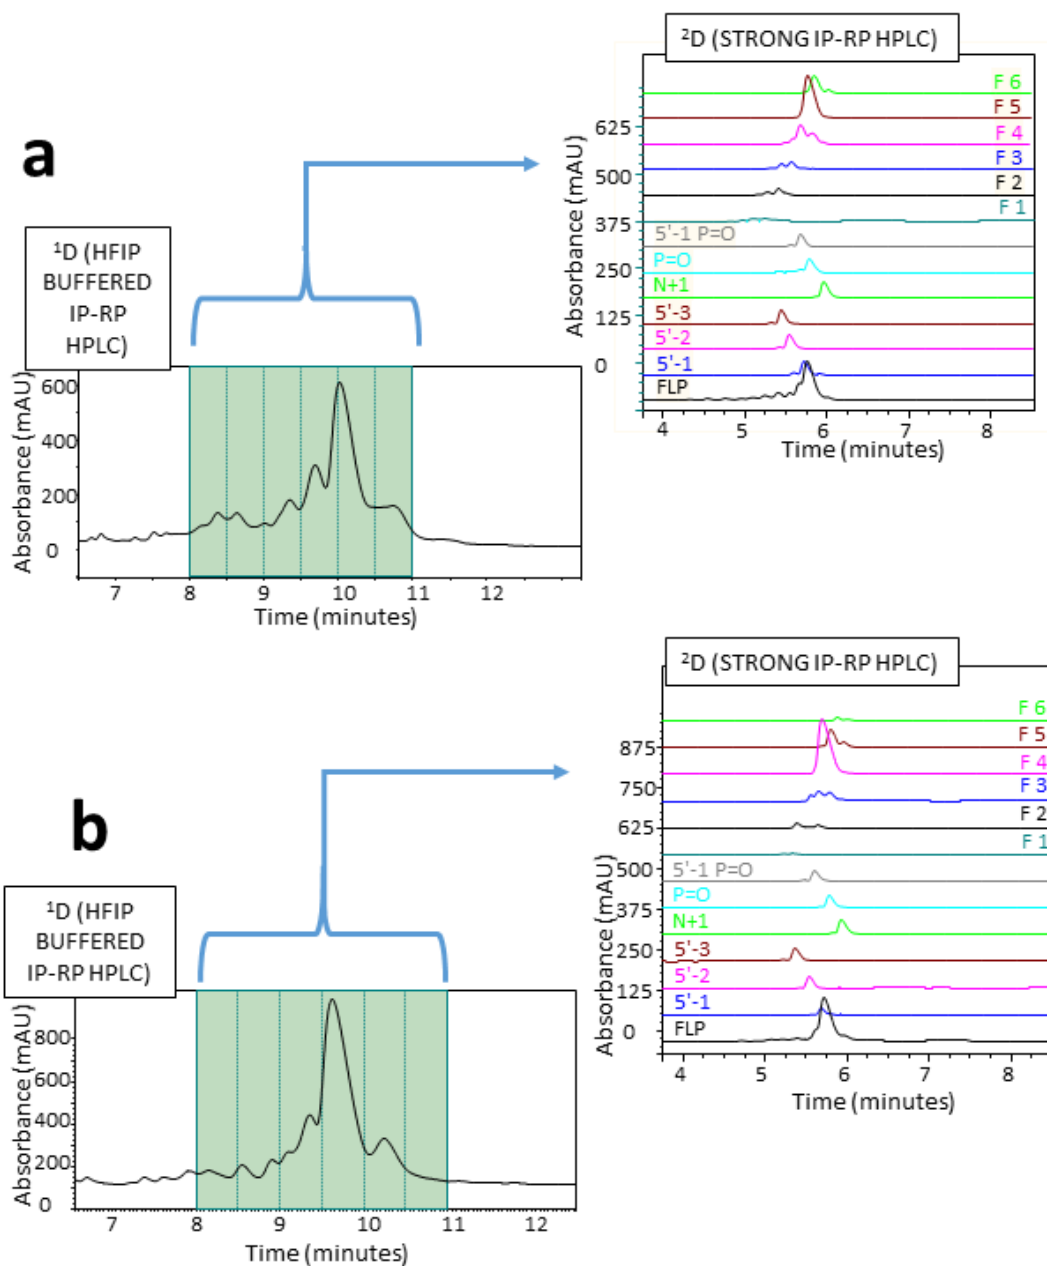 ²D (STRONG IP-RP HPLC)
a
¹D (HFIP
BUFFERED
IP-RP
HPLC)
Absorbance (mAU)
600
400
200
0
7 8 9 10 11 12
Time (minutes)
Absorbance (mAU)
625
500
375
250
125
0
F 6
F 5
F 4
F 3
F 2
F 1
5'-1 P=O
P=O
N+1
5'-3
5'-2
5'-1
FLP
4 5 6 7 8
Time (minutes)
²D (STRONG IP-RP HPLC)
b
¹D (HFIP
BUFFERED
IP-RP HPLC)
Absorbance (mAU)
800
600
400
200
0
7 8 9 10 11 12
Time (minutes)
Absorbance (mAU)
875
750
625
500
375
250
125
0
F 6
F 5
F 4
F 3
F 2
F 1
5'-1 P=O
P=O
N+1
5'-3
5'-2
5'-1
FLP
4 5 6 7 8
Time (minutes)